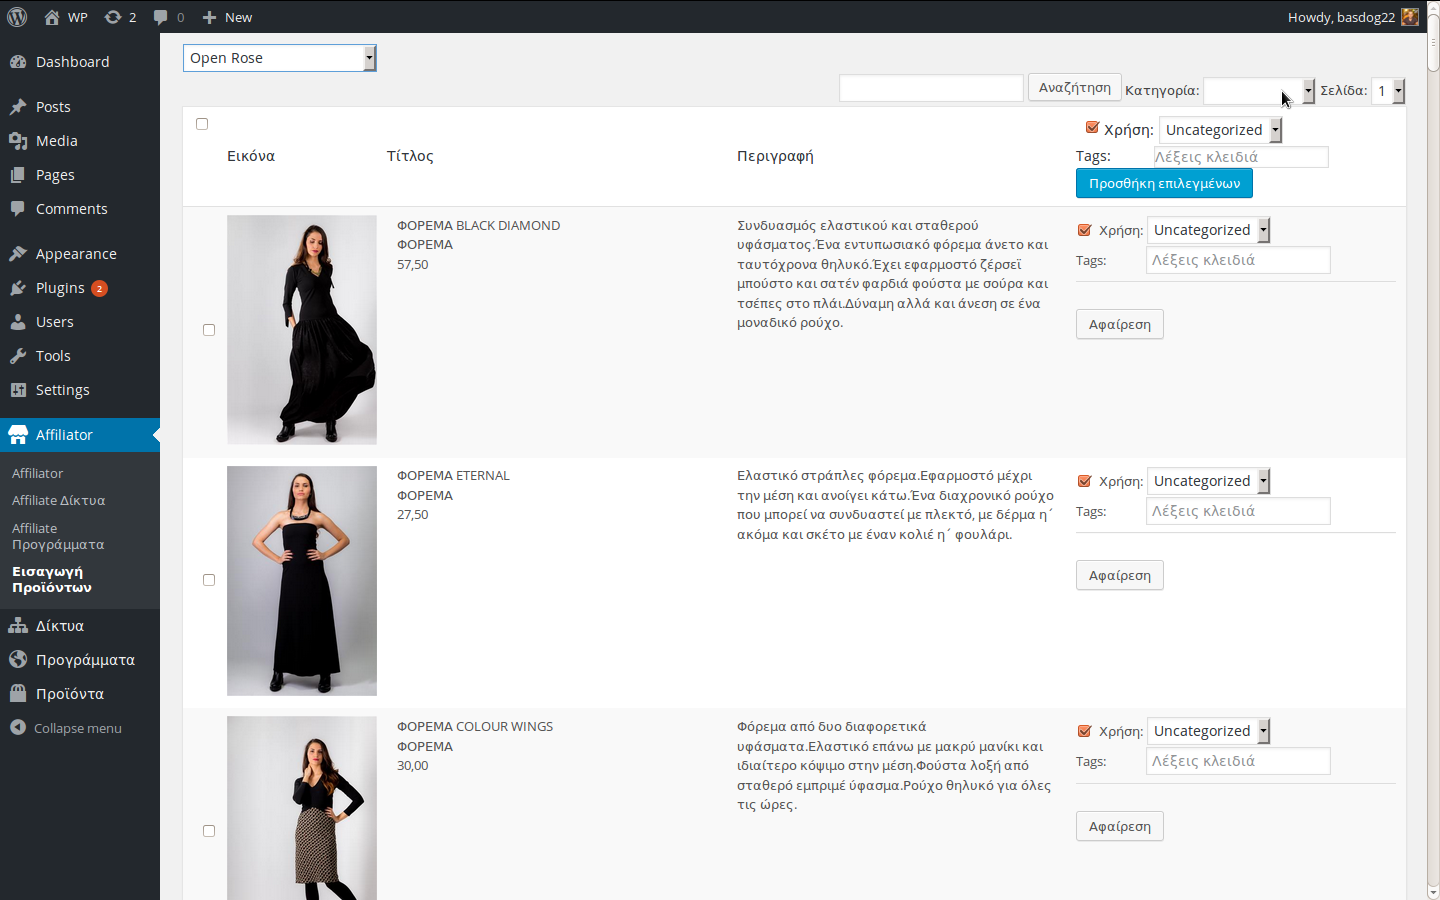 WP
2
0
New
Howdy, basdog22
Dashboard
Posts
Media
Pages
Comments
Appearance
Plugins 2
Users
Tools
Settings
Affiliator
Affiliator
Affiliate Δίκτυα
Affiliate
Προγράμματα
Εισαγωγή
Προϊόντων
Δίκτυα
Προγράμματα
Προϊόντα
Collapse menu
Open Rose
Αναζήτηση
Κατηγορία:
Σελίδα: 1
Εικόνα
Τίτλος
Περιγραφή
Χρήση: Uncategorized
Tags: Λέξεις κλειδιά
Προσθήκη επιλεγμένων
ΦΟΡΕΜΑ BLACK DIAMOND
ΦΟΡΕΜΑ
57,50
Συνδυασμός ελαστικού και σταθερού
υφάσματος.Ένα εντυπωσιακό φόρεμα άνετο και
ταυτόχρονα θηλυκό.Έχει εφαρμοστό ζέρσεϊ
μπούστο και σατέν φαρδιά φούστα με σούρα και
τσέπες στο πλάι.Δύναμη αλλά και άνεση σε ένα
μοναδικό ρούχο.
Χρήση: Uncategorized
Tags: Λέξεις κλειδιά
Αφαίρεση
ΦΟΡΕΜΑ ETERNAL
ΦΟΡΕΜΑ
27,50
Ελαστικό στράπλες φόρεμα.Εφαρμοστό μέχρι
την μέση και ανοίγει κάτω.Ένα διαχρονικό ρούχο
που μπορεί να συνδυαστεί με πλεκτό, με δέρμα η΄
ακόμα και σκέτο με έναν κολιέ η΄ φουλάρι.
Χρήση: Uncategorized
Tags: Λέξεις κλειδιά
Αφαίρεση
ΦΟΡΕΜΑ COLOUR WINGS
ΦΟΡΕΜΑ
30,00
Φόρεμα από δυο διαφορετικά
υφάσματα.Ελαστικό επάνω με μακρύ μανίκι και
ιδιαίτερο κόψιμο στην μέση.Φούστα λοξή από
σταθερό εμπριμέ ύφασμα.Ρούχο θηλυκό για όλες
τις ώρες.
Χρήση: Uncategorized
Tags: Λέξεις κλειδιά
Αφαίρεση